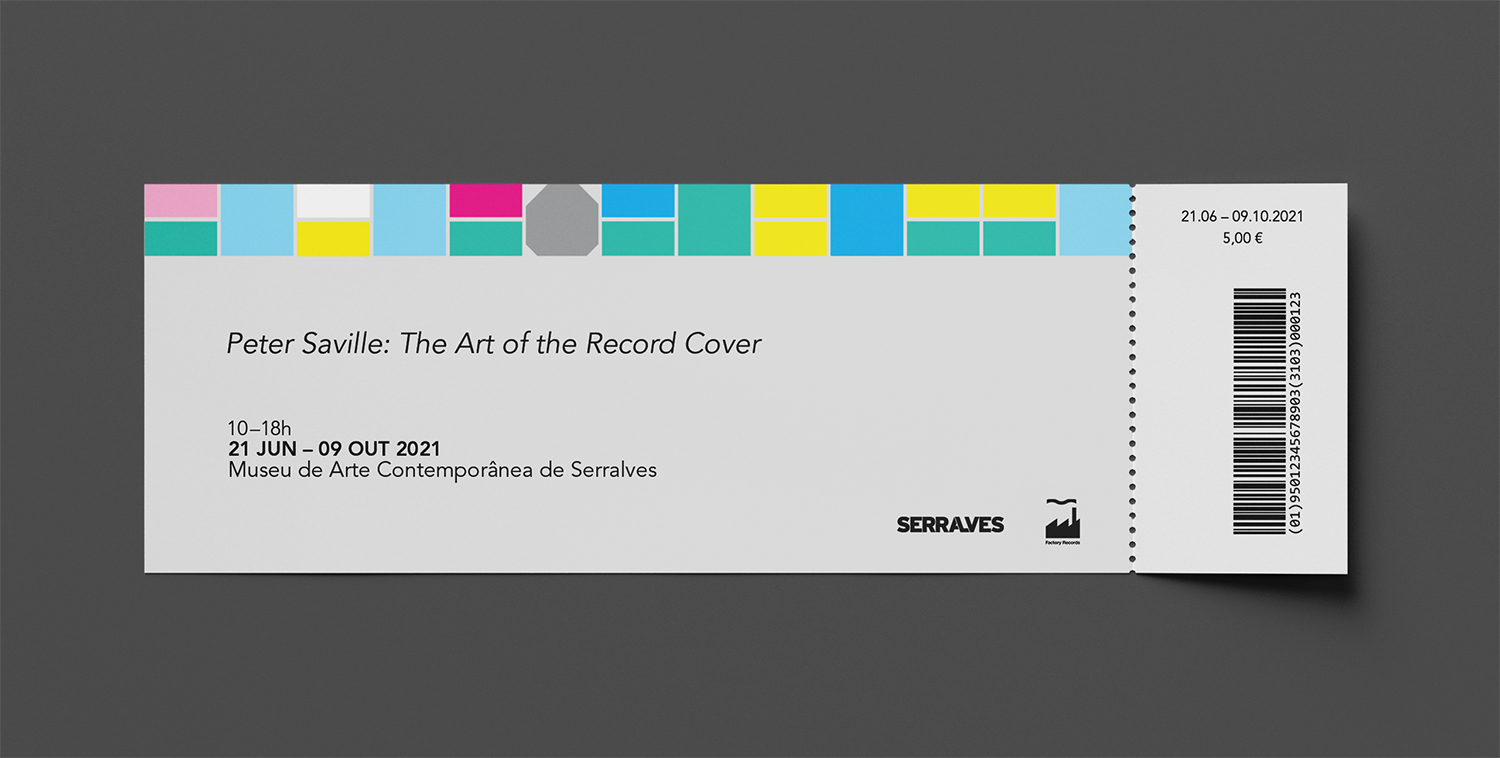 Peter Saville: The Art of the Record Cover
10–18h
21 JUN – 09 OUT 2021
Museu de Arte Contemporânea de Serralves
SERRALVES
Factory Records
21.06 – 09.10.2021
5,00 €
(01)95012345678903(3103)000123